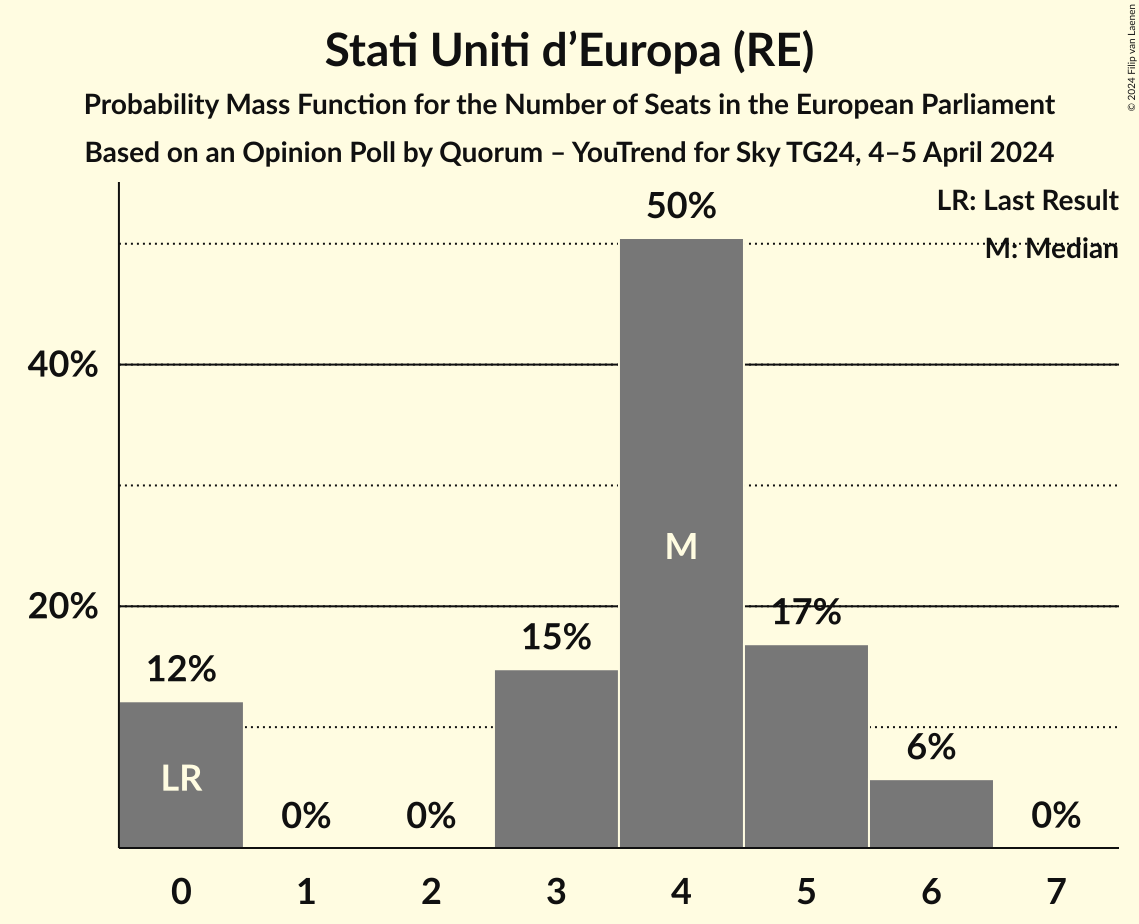 Stati Uniti d’Europa (RE)
Probability Mass Function for the Number of Seats in the European Parliament
Based on an Opinion Poll by Quorum – YouTrend for Sky TG24, 4–5 April 2024
© 2024 Filip van Laenen
LR: Last Result
M: Median
50%
40%
M
20%
17%
15%
12%
6%
LR
0%
0%
0%
0 1 2 3 4 5 6 7